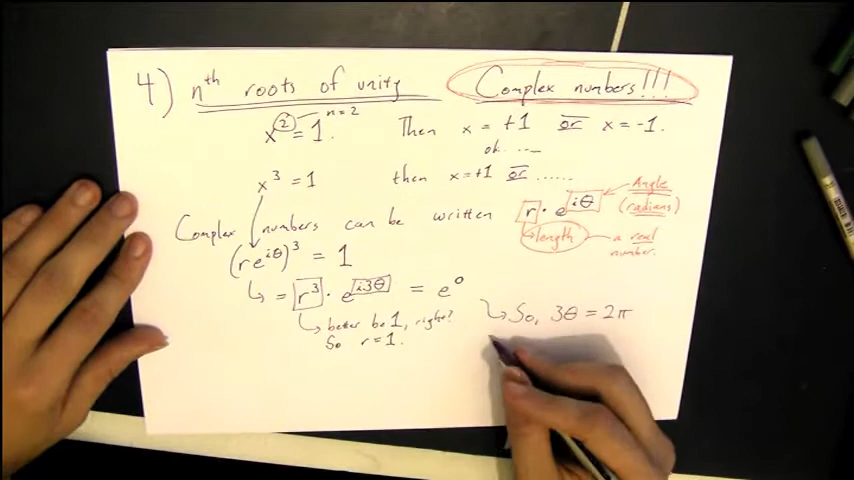 4) nth roots of unity Complex numbers!!!
x² = 1. n=2 Then x = +1 or x = -1.
ok ....
x³ = 1 then x = +1 or ......
Complex numbers can be written r · e^iθ Angle (radians)
length a real number.
(re^iθ)³ = 1
= r³ · e^i3θ = e⁰
better be 1, right? So, 3θ = 2π
So r = 1.